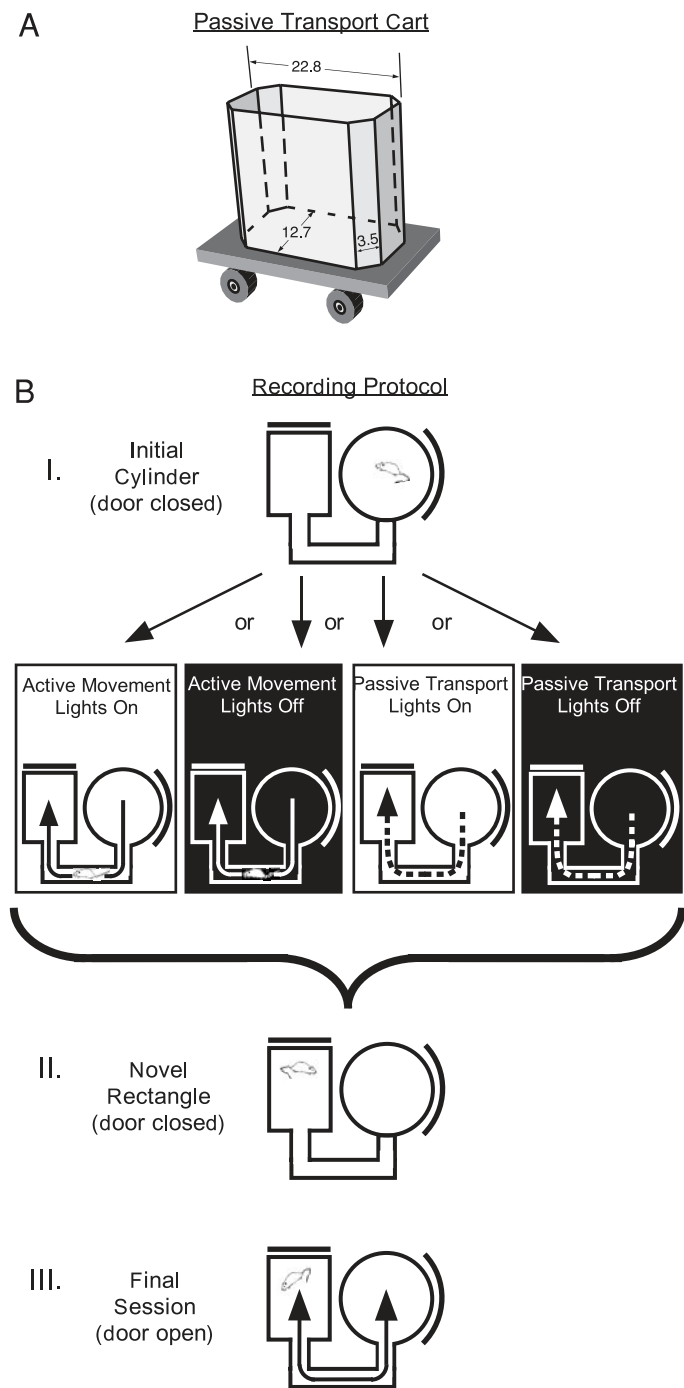 A
Passive Transport Cart
22.8
12.7
3.5
B
Recording Protocol
I.
Initial
Cylinder
(door closed)
or
or
or
Active Movement
Lights On
Active Movement
Lights Off
Passive Transport
Lights On
Passive Transport
Lights Off
II.
Novel
Rectangle
(door closed)
III.
Final
Session
(door open)